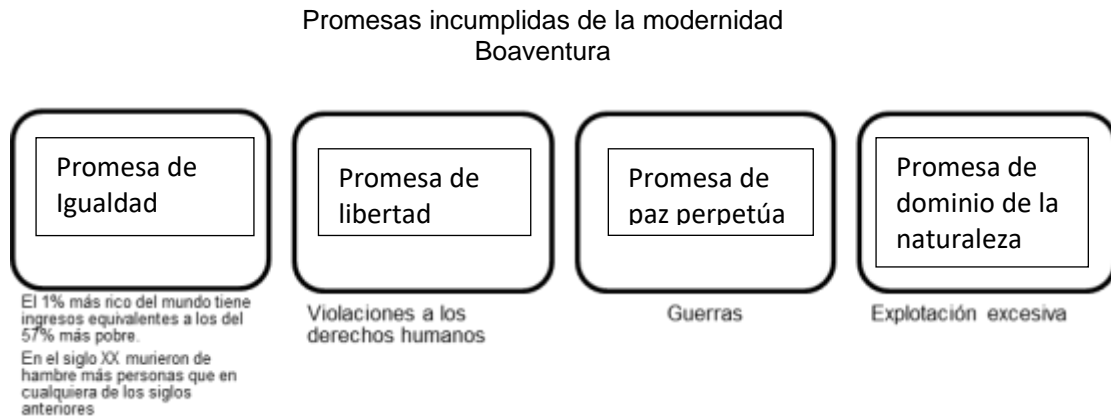 Promesas incumplidas de la modernidad
Boaventura
Promesa de
Igualdad
El 1% más rico del mundo tiene
ingresos equivalentes a los del
57% más pobre.
En el siglo XX murieron de
hambre más personas que en
cualquiera de los siglos
anteriores
Promesa de
libertad
Violaciones a los
derechos humanos
Promesa de
paz perpetúa
Guerras
Promesa de
dominio de la
naturaleza
Explotación excesiva